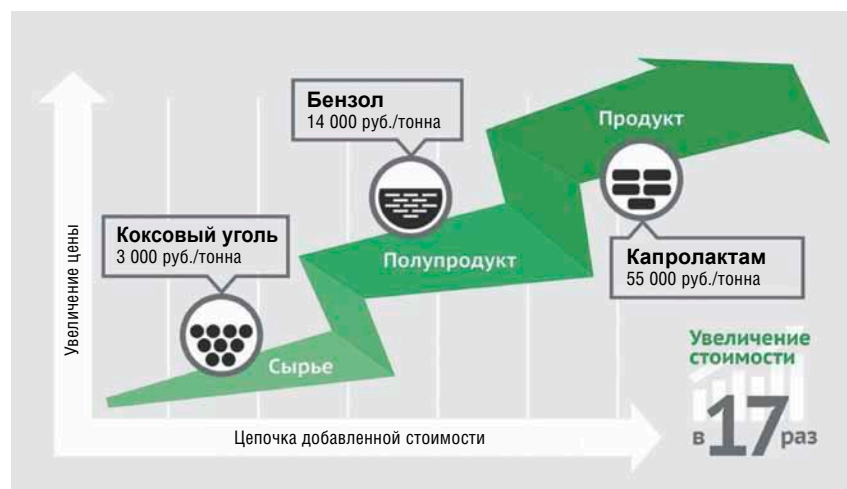 Бензол
14 000 руб./тонна
Продукт
Коксовый уголь
3 000 руб./тонна
Полупродукт
Капролактам
55 000 руб./тонна
Сырье
Увеличение цены
Увеличение
стоимости
в 17 раз
Цепочка добавленной стоимости